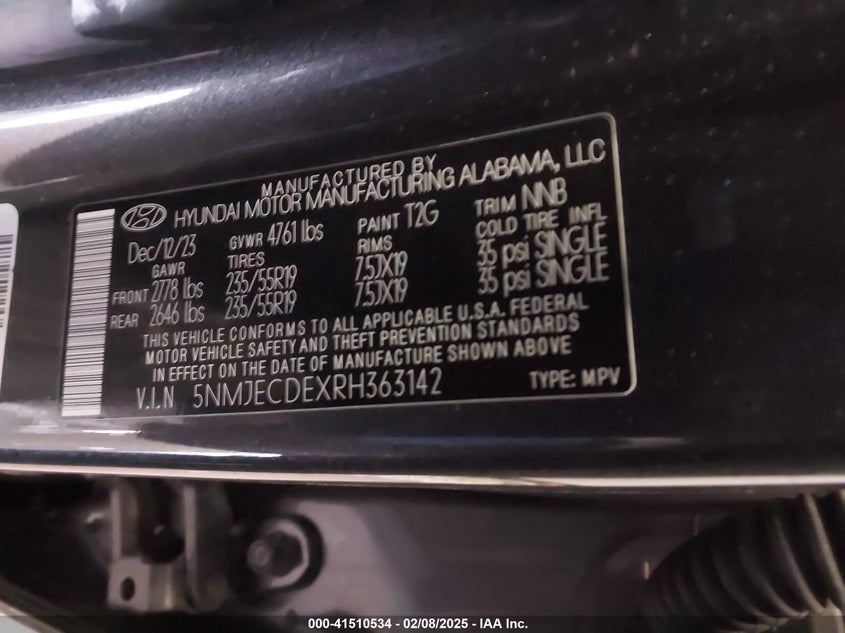 MANUFACTURED BY
HYUNDAI MOTOR MANUFACTURING ALABAMA, LLC
Dec/12/23 GVWR 4761 lbs PAINT T2G TRIM NNB
GAWR TIRES RIMS COLD TIRE INFL
FRONT 2778 lbs 235/55R19 7.5JX19 35 psi SINGLE
REAR 2646 lbs 235/55R19 7.5JX19 35 psi SINGLE
THIS VEHICLE CONFORMS TO ALL APPLICABLE U.S.A. FEDERAL
MOTOR VEHICLE SAFETY AND THEFT PREVENTION STANDARDS
IN EFFECT ON THE DATE OF MANUFACTURE SHOWN ABOVE
V.I.N 5NMJECDEXRH363142 TYPE: MPV
000-41510534 - 02/08/2025 - IAA Inc.